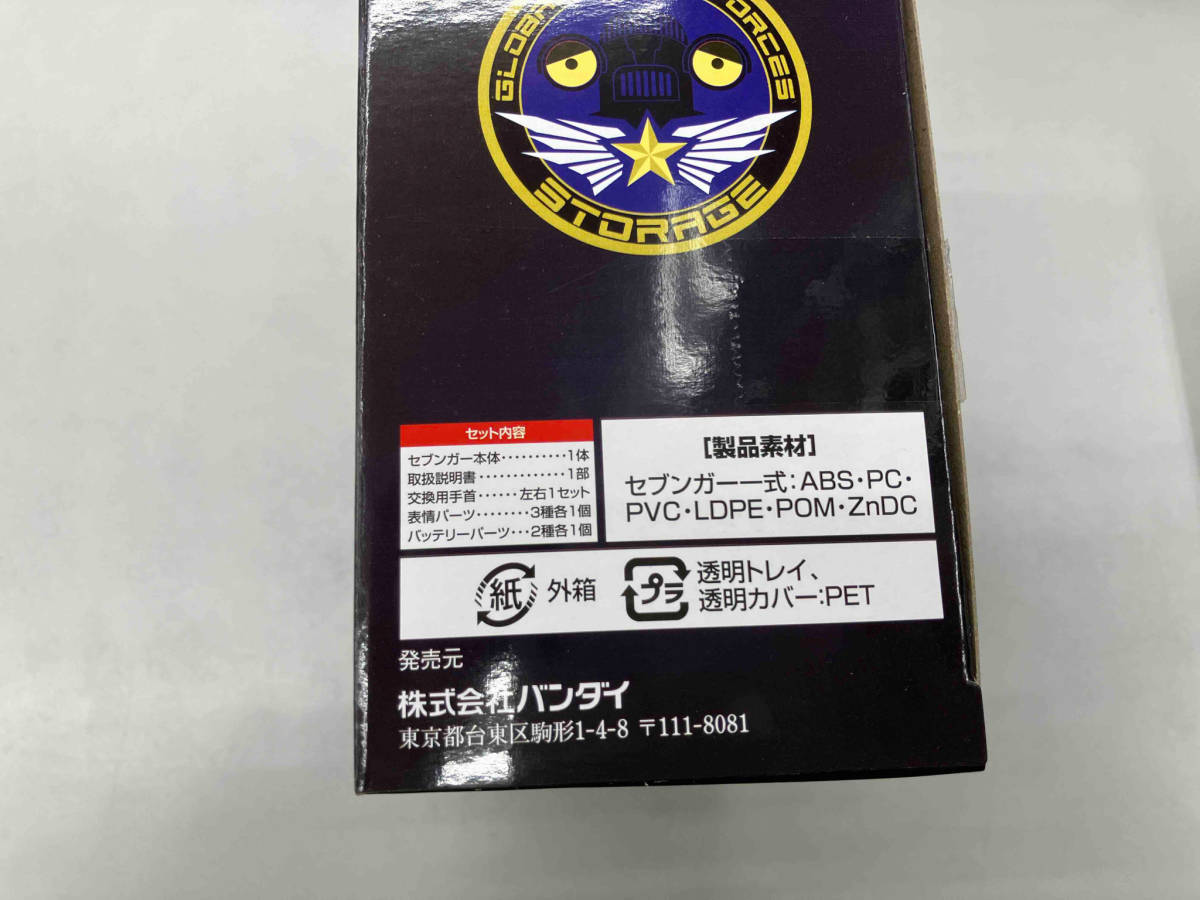 GLOBA
ORCES
STORAGE
セット内容
セブンガー本体‥‥‥‥‥1体
取扱説明書‥‥‥‥‥‥1部
交換用手首‥‥‥左右1セット
表情パーツ‥‥‥‥3種各1個
バッテリーパーツ‥・2種各1個
[製品素材]
セブンガー一式:ABS・PC・
PVC・LDPE・POM・ZnDC
紙 外箱
プラ 透明トレイ、
透明カバー:PET
発売元
株式会社バンダイ
東京都台東区駒形1-4-8 〒111-8081